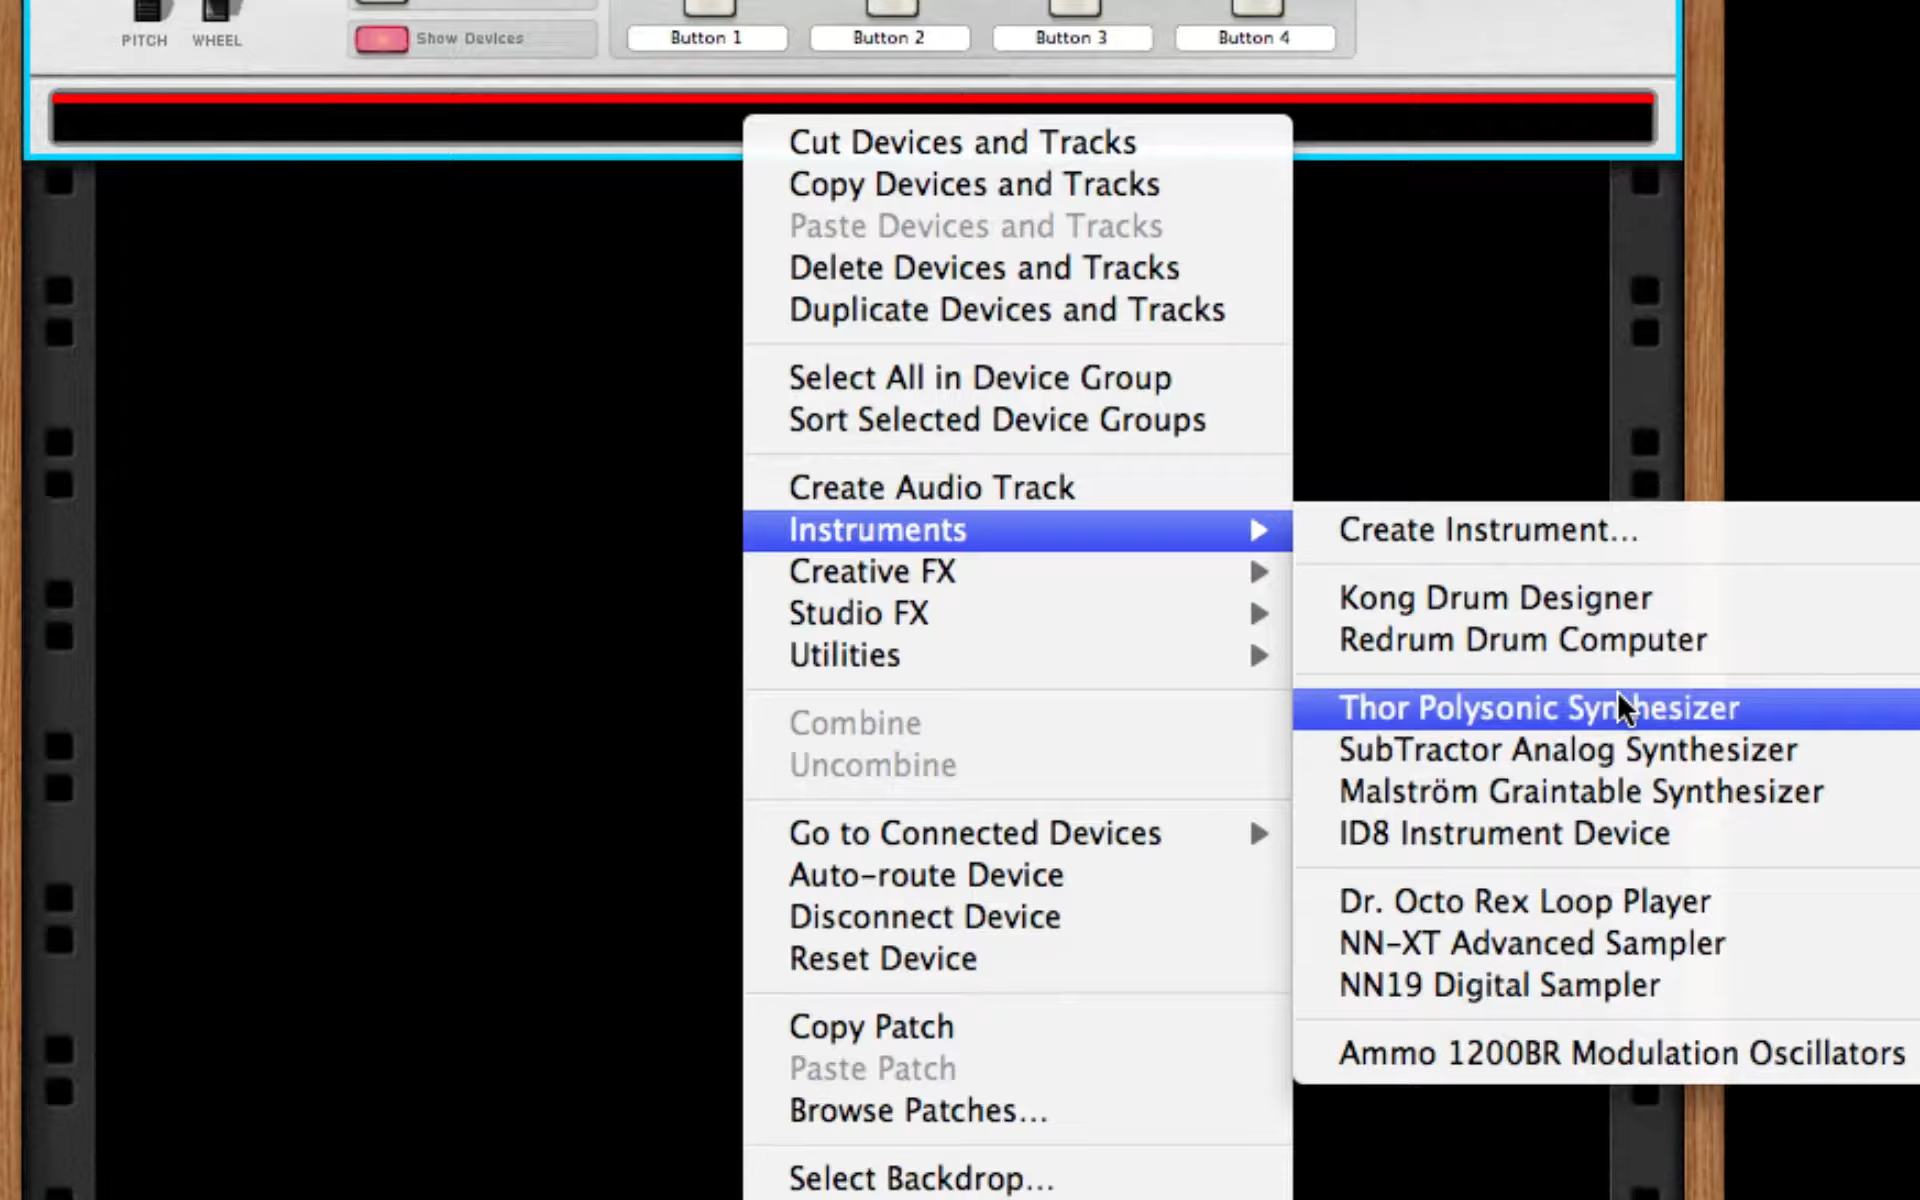 PITCH WHEEL
Show Devices
Button 1 Button 2 Button 3 Button 4
Cut Devices and Tracks
Copy Devices and Tracks
Paste Devices and Tracks
Delete Devices and Tracks
Duplicate Devices and Tracks
Select All in Device Group
Sort Selected Device Groups
Create Audio Track
Instruments
Creative FX
Studio FX
Utilities
Combine
Uncombine
Go to Connected Devices
Auto-route Device
Disconnect Device
Reset Device
Copy Patch
Paste Patch
Browse Patches...
Select Backdrop...
Create Instrument...
Kong Drum Designer
Redrum Drum Computer
Thor Polysonic Synthesizer
SubTractor Analog Synthesizer
Malström Graintable Synthesizer
ID8 Instrument Device
Dr. Octo Rex Loop Player
NN-XT Advanced Sampler
NN19 Digital Sampler
Ammo 1200BR Modulation Oscillators